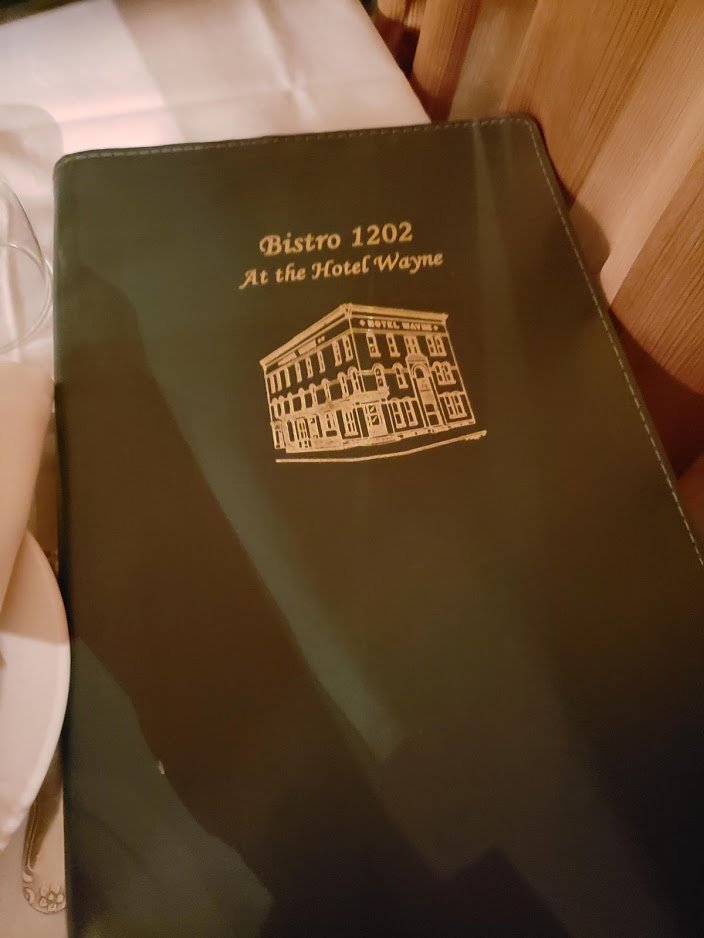 Bistro 1202
At the Hotel Wayne
HOTEL WAYNE